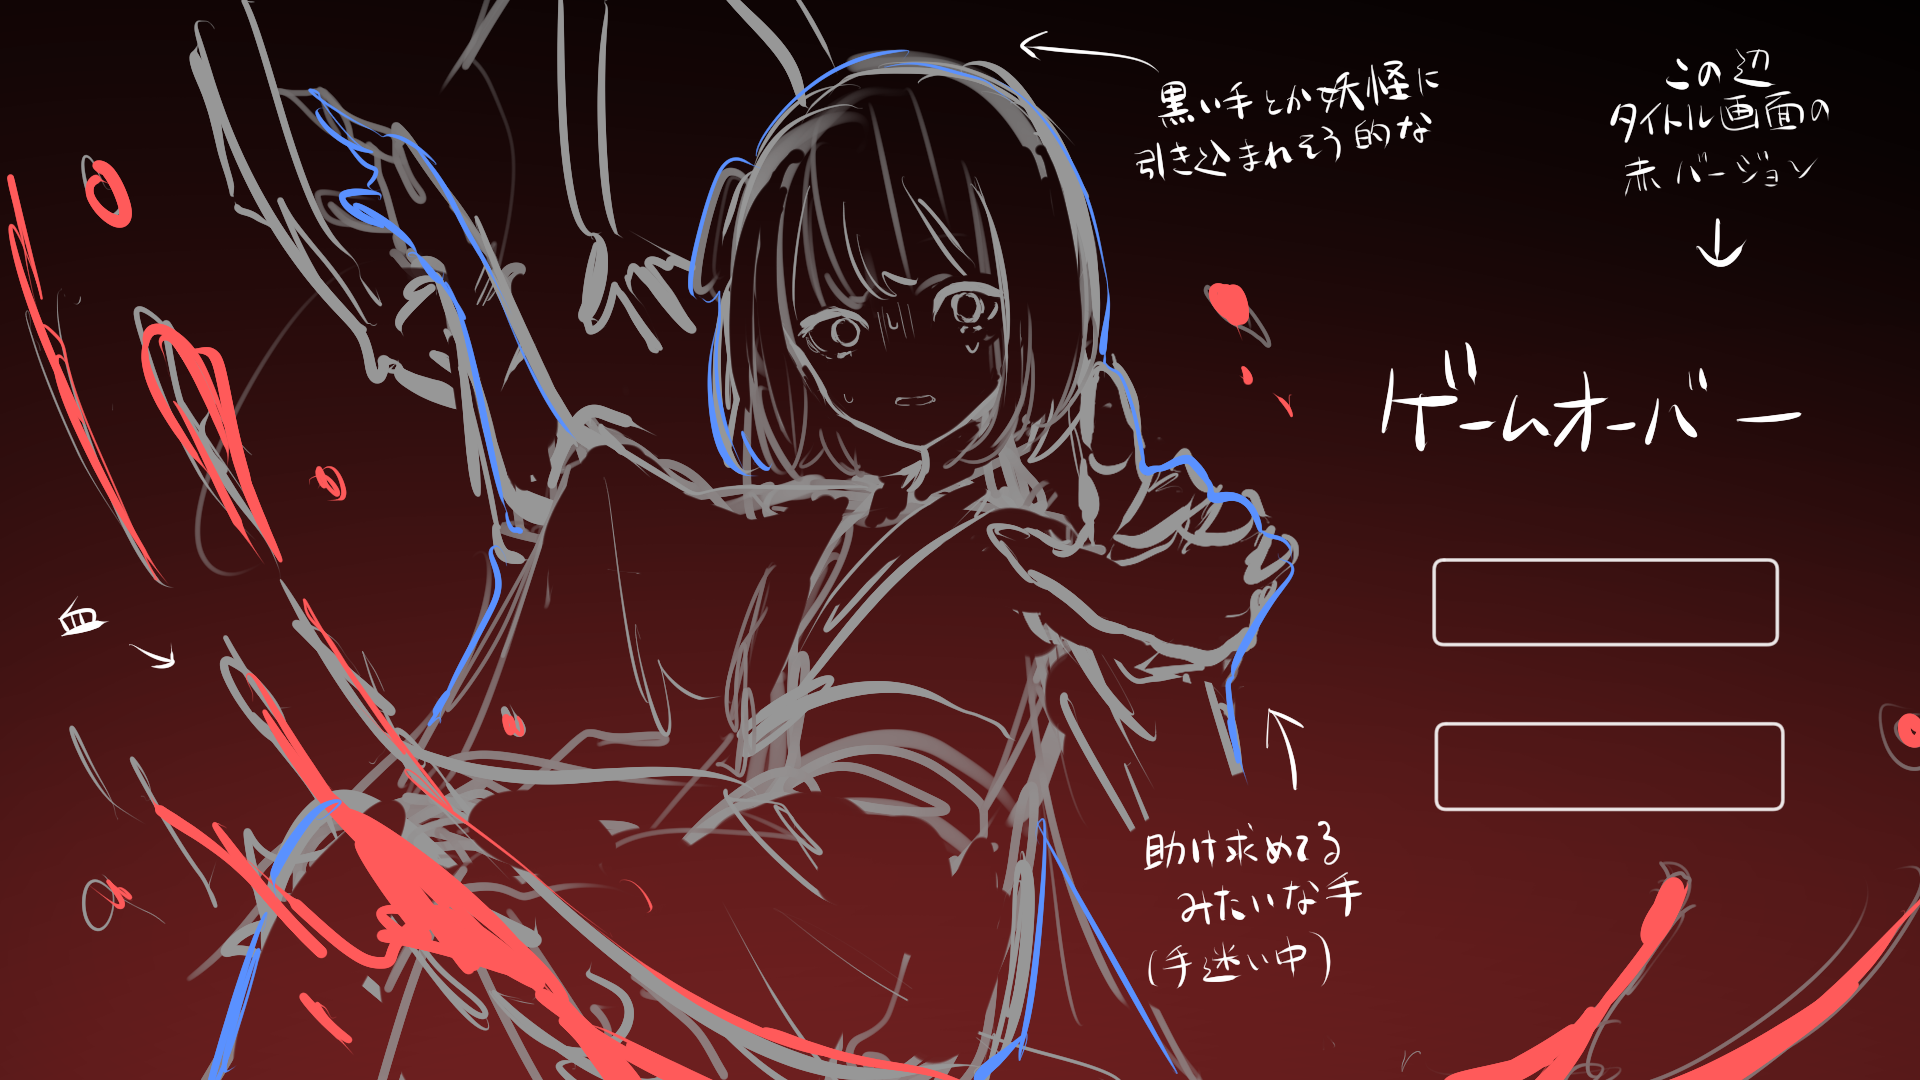 黒い手とか妖怪に
引き込まれそう的な
この辺
タイトル画面の
赤バージョン
ゲームオーバー
血
助け求めてる
みたいな手
(手迷い中)